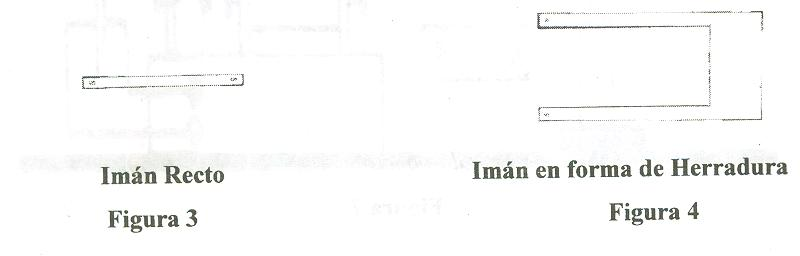 Imán Recto
Figura 3
Imán en forma de Herradura
Figura 4